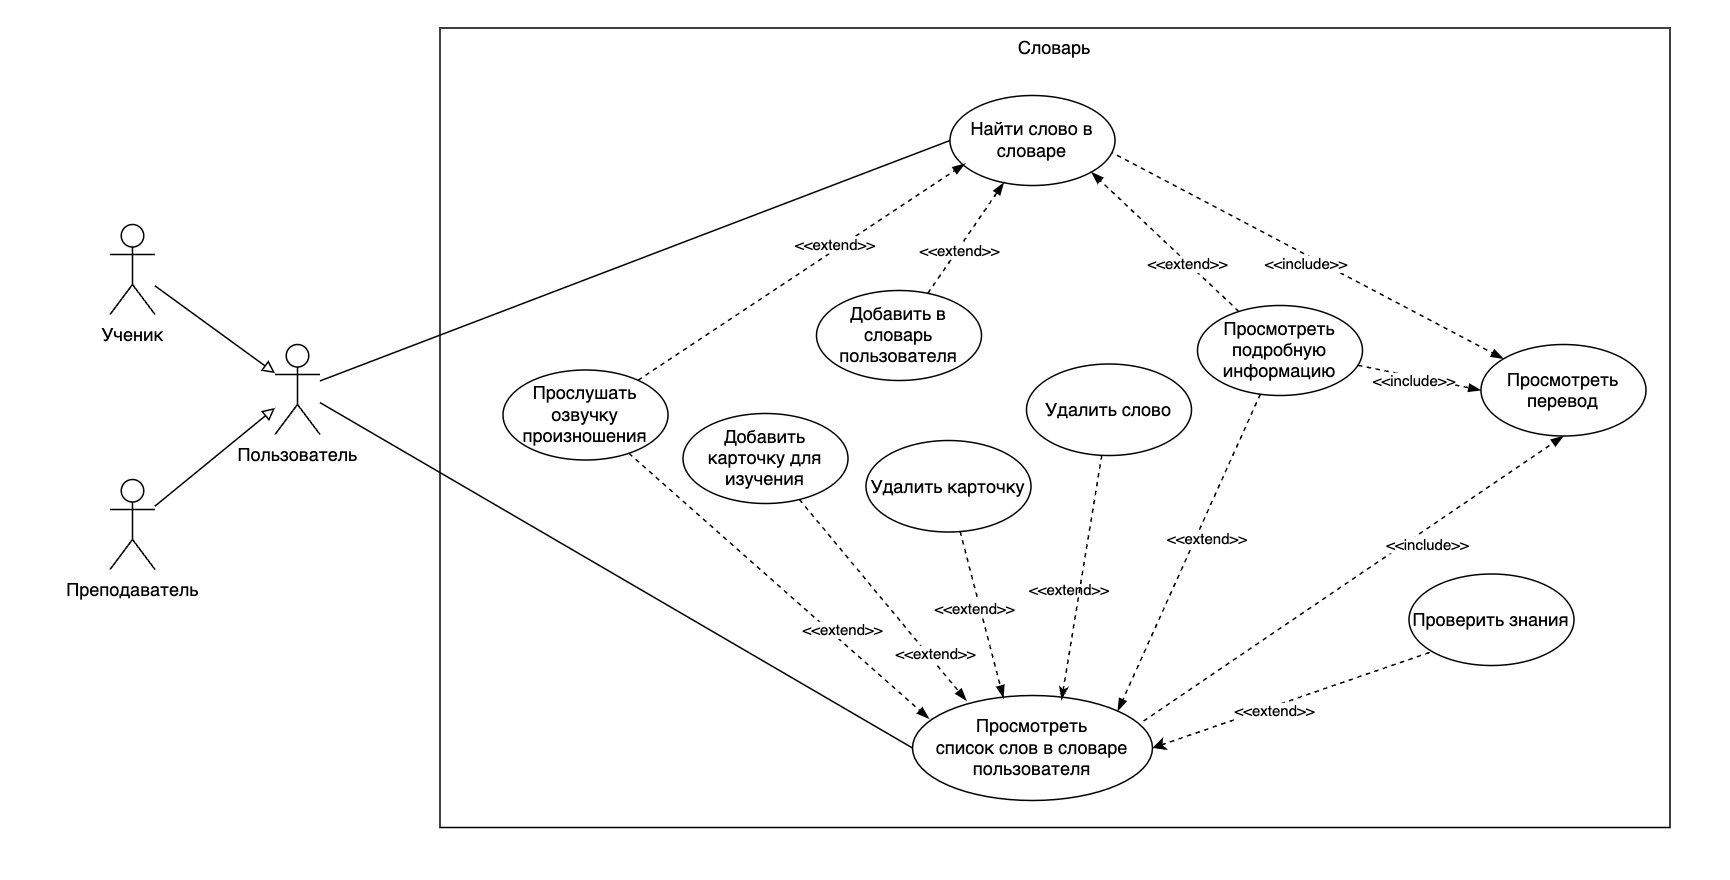 Словарь
Найти слово в
словаре
<<extend>>
<<extend>>
<<extend>>
<<include>>
Ученик
Добавить в
словарь
пользователя
Просмотреть
подробную
информацию
<<include>>
Просмотреть
перевод
Прослушать
озвучку
произношения
Удалить слово
Пользователь
Добавить
карточку для
изучения
Удалить карточку
Преподаватель
<<extend>>
<<include>>
<<extend>>
<<extend>>
Проверить знания
<<extend>>
<<extend>>
<<extend>>
Просмотреть
список слов в словаре
пользователя